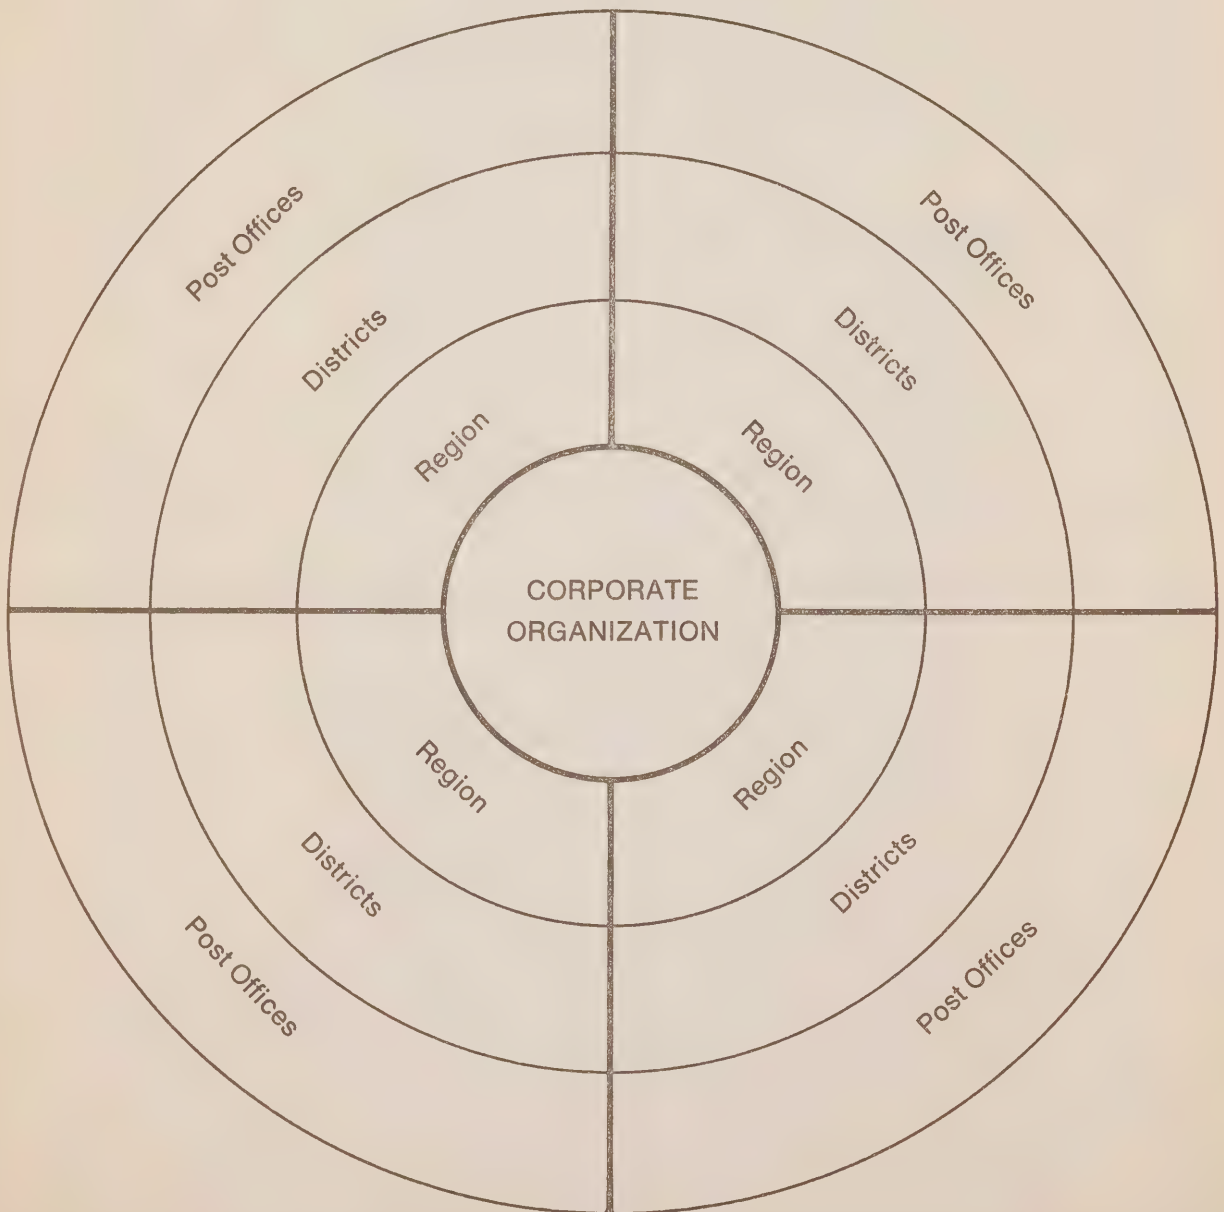 Post Offices
Post Offices
Districts
Districts
Region
Region
CORPORATE
ORGANIZATION
Region
Region
Districts
Districts
Post Offices
Post Offices